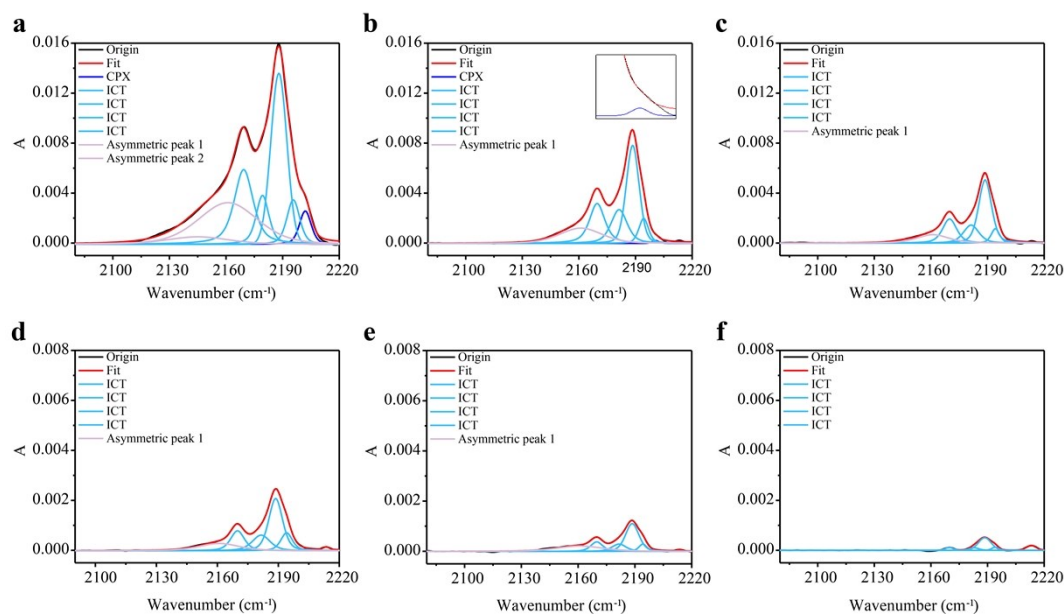 a
0.016
0.012
0.008
0.004
0.000
A
Origin
Fit
CPX
ICT
ICT
ICT
ICT
Asymmetric peak 1
Asymmetric peak 2
2100
2130
2160
2190
2220
Wavenumber (cm⁻¹)
b
0.016
0.012
0.008
0.004
0.000
A
Origin
Fit
CPX
ICT
ICT
ICT
ICT
Asymmetric peak 1
2100
2130
2160
2190
2220
Wavenumber (cm⁻¹)
c
0.016
0.012
0.008
0.004
0.000
A
Origin
Fit
ICT
ICT
ICT
ICT
Asymmetric peak 1
2100
2130
2160
2190
2220
Wavenumber (cm⁻¹)
d
0.008
0.006
0.004
0.002
0.000
A
Origin
Fit
ICT
ICT
ICT
ICT
Asymmetric peak 1
2100
2130
2160
2190
2220
Wavenumber (cm⁻¹)
e
0.008
0.006
0.004
0.002
0.000
A
Origin
Fit
ICT
ICT
ICT
ICT
Asymmetric peak 1
2100
2130
2160
2190
2220
Wavenumber (cm⁻¹)
f
0.008
0.006
0.004
0.002
0.000
A
Origin
Fit
ICT
ICT
ICT
ICT
2100
2130
2160
2190
2220
Wavenumber (cm⁻¹)